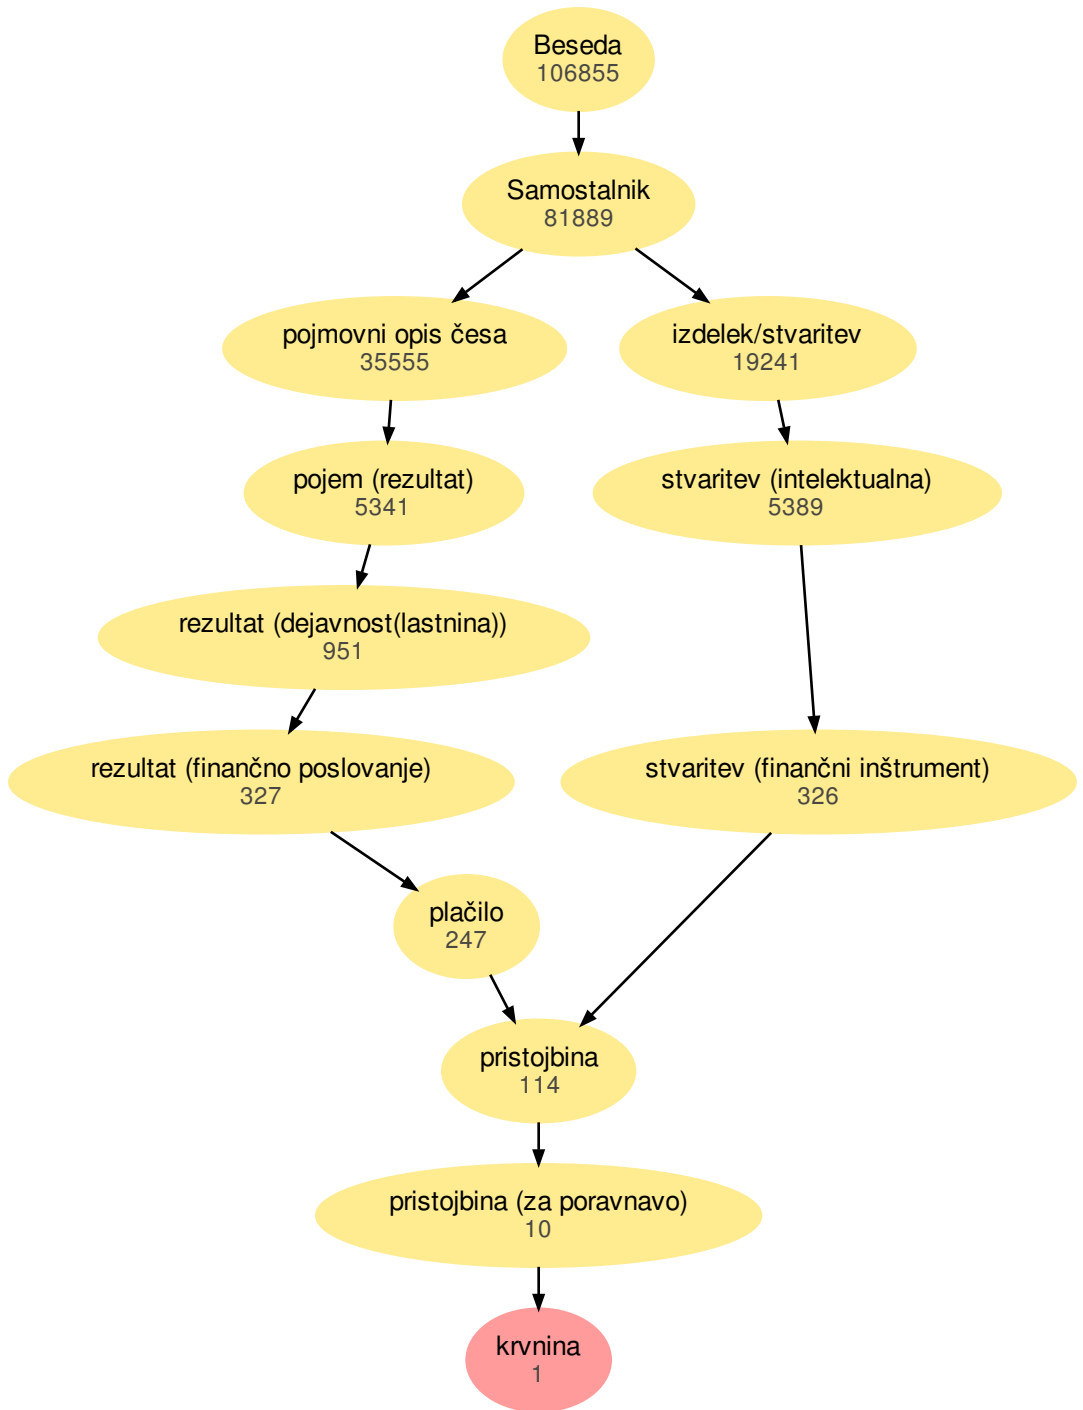 Beseda
106855
Samostalnik
81889
pojmovni opis česa
35555
izdelek/stvaritev
19241
pojem (rezultat)
5341
stvaritev (intelektualna)
5389
rezultat (dejavnost(lastnina))
951
rezultat (finančno poslovanje)
327
stvaritev (finančni inštrument)
326
plačilo
247
pristojbina
114
pristojbina (za poravnavo)
10
krvnina
1